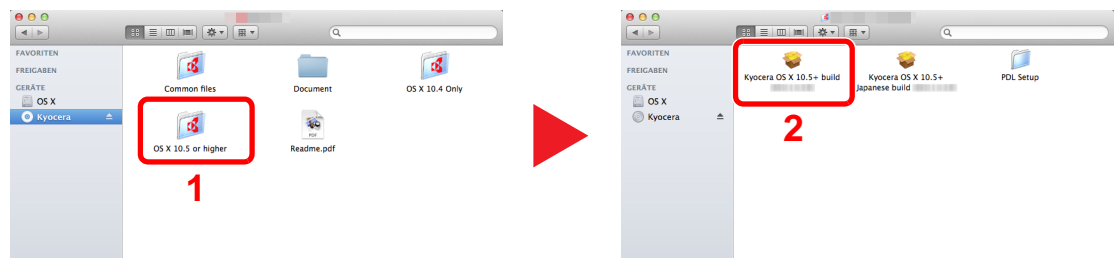 FAVORITEN
FREIGABEN
GERÄTE
OS X
Kyocera
Common files
Document
OS X 10.4 Only
OS X 10.5 or higher
PDF
Readme.pdf
1
FAVORITEN
FREIGABEN
GERÄTE
OS X
Kyocera
Kyocera OS X 10.5+ build
Kyocera OS X 10.5+
Japanese build
PDL Setup
2